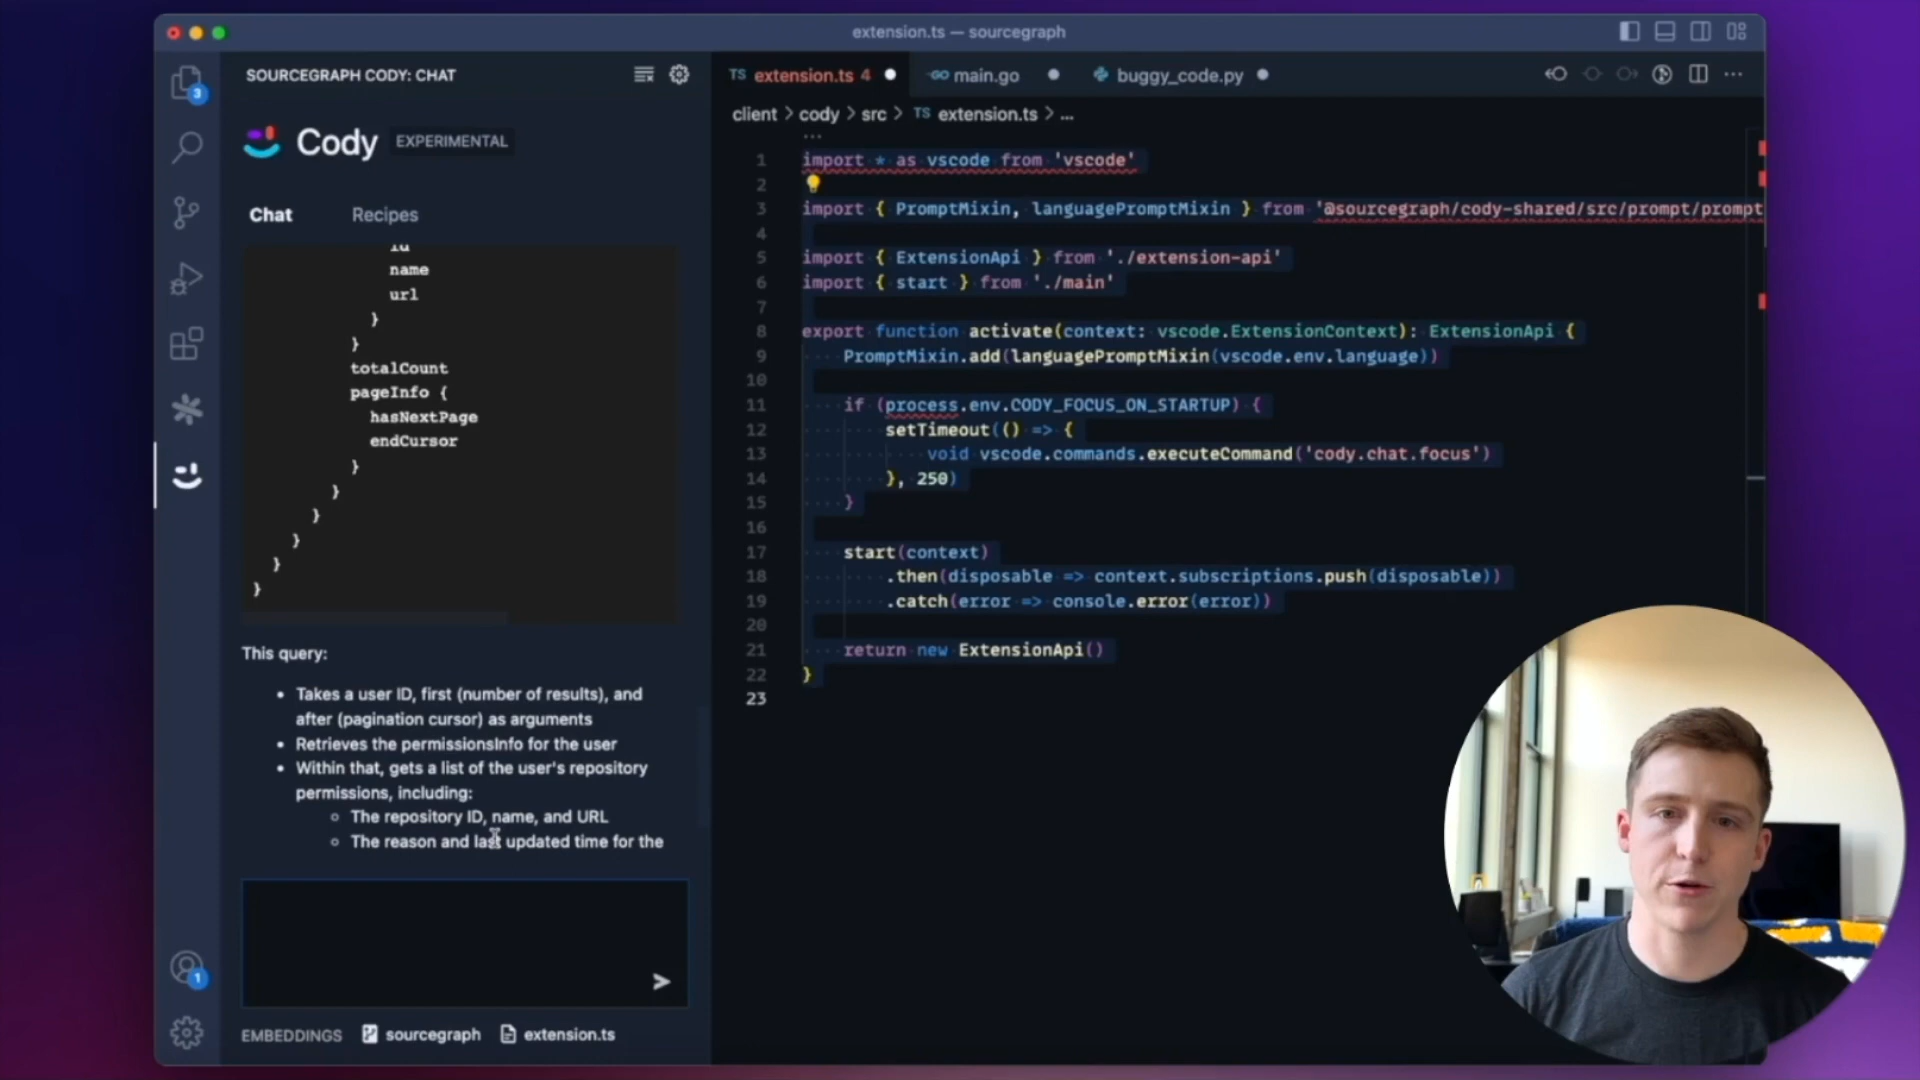 extension.ts — sourcegraph
SOURCEGRAPH CODY: CHAT
Cody EXPERIMENTAL
Chat Recipes
id
name
url
}
}
totalCount
pageInfo {
hasNextPage
endCursor
}
}
}
}
}
}
This query:
• Takes a user ID, first (number of results), and
after (pagination cursor) as arguments
• Retrieves the permissionsInfo for the user
• Within that, gets a list of the user's repository
permissions, including:
○ The repository ID, name, and URL
○ The reason and last updated time for the
EMBEDDINGS sourcegraph extension.ts
3
1
TS extension.ts 4 ● main.go ● buggy_code.py ●
client > cody > src > TS extension.ts > ...
...
1 import * as vscode from 'vscode'
2
3 import { PromptMixin, languagePromptMixin } from '@sourcegraph/cody-shared/src/prompt/prompt
4
5 import { ExtensionApi } from './extension-api'
6 import { start } from './main'
7
8 export function activate(context: vscode.ExtensionContext): ExtensionApi {
9 PromptMixin.add(languagePromptMixin(vscode.env.language))
10
11 if (process.env.CODY_FOCUS_ON_STARTUP) {
12 setTimeout(() => {
13 void vscode.commands.executeCommand('cody.chat.focus')
14 }, 250)
15 }
16
17 start(context)
18 .then(disposable => context.subscriptions.push(disposable))
19 .catch(error => console.error(error))
20
21 return new ExtensionApi()
22 }
23